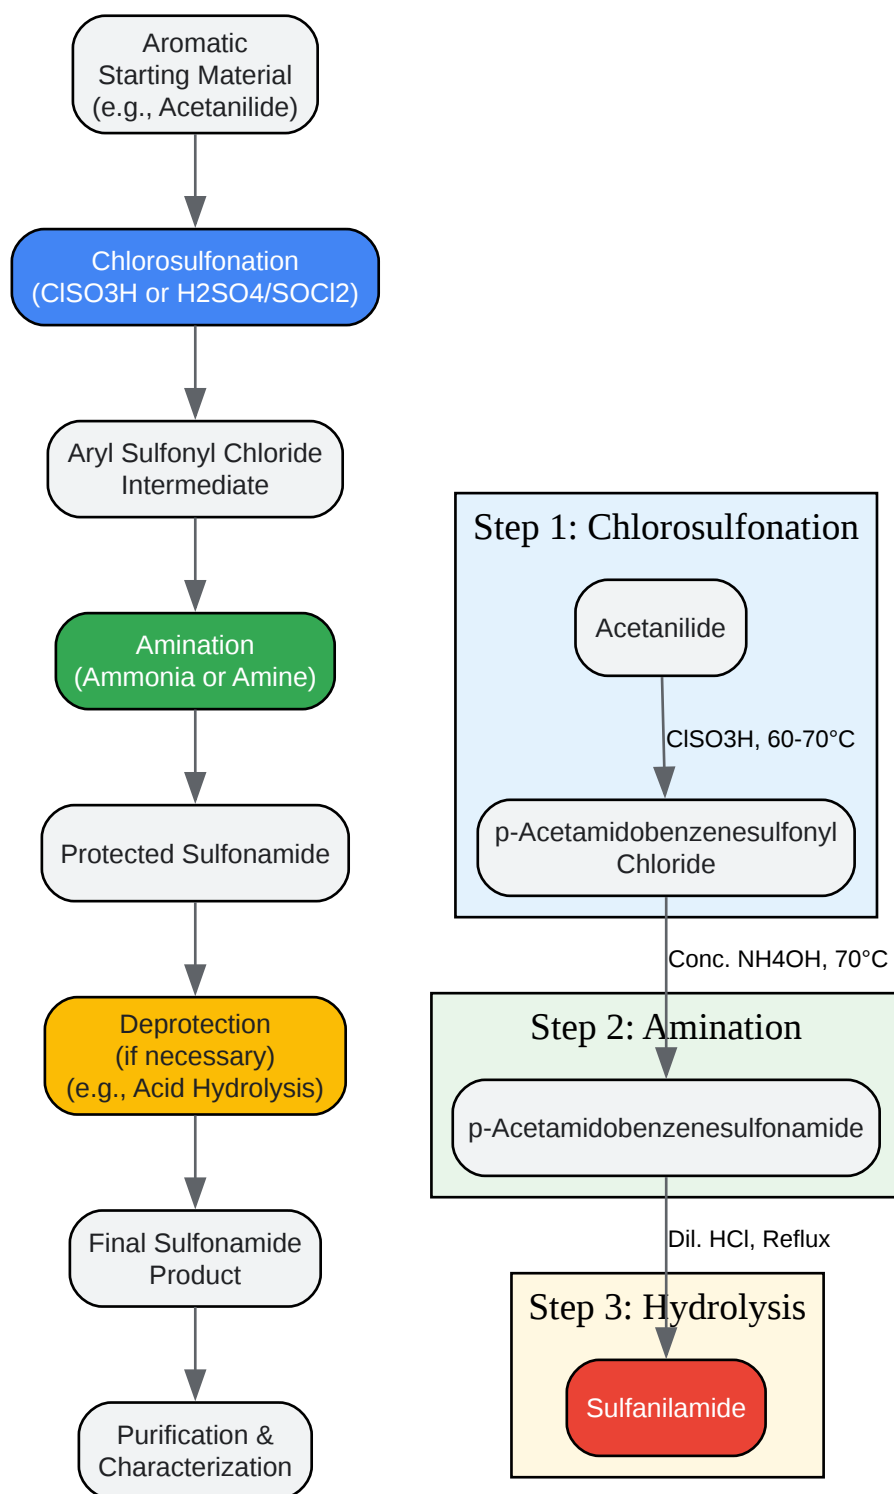 Aromatic
Starting Material
(e.g., Acetanilide)
Chlorosulfonation
(ClSO3H or H2SO4/SOCl2)
Aryl Sulfonyl Chloride
Intermediate
Amination
(Ammonia or Amine)
Protected Sulfonamide
Deprotection
(if necessary)
(e.g., Acid Hydrolysis)
Final Sulfonamide
Product
Purification &
Characterization
Step 1: Chlorosulfonation
Acetanilide
ClSO3H, 60-70°C
p-Acetamidobenzenesulfonyl
Chloride
Conc. NH4OH, 70°C
Step 2: Amination
p-Acetamidobenzenesulfonamide
Dil. HCl, Reflux
Step 3: Hydrolysis
Sulfanilamide